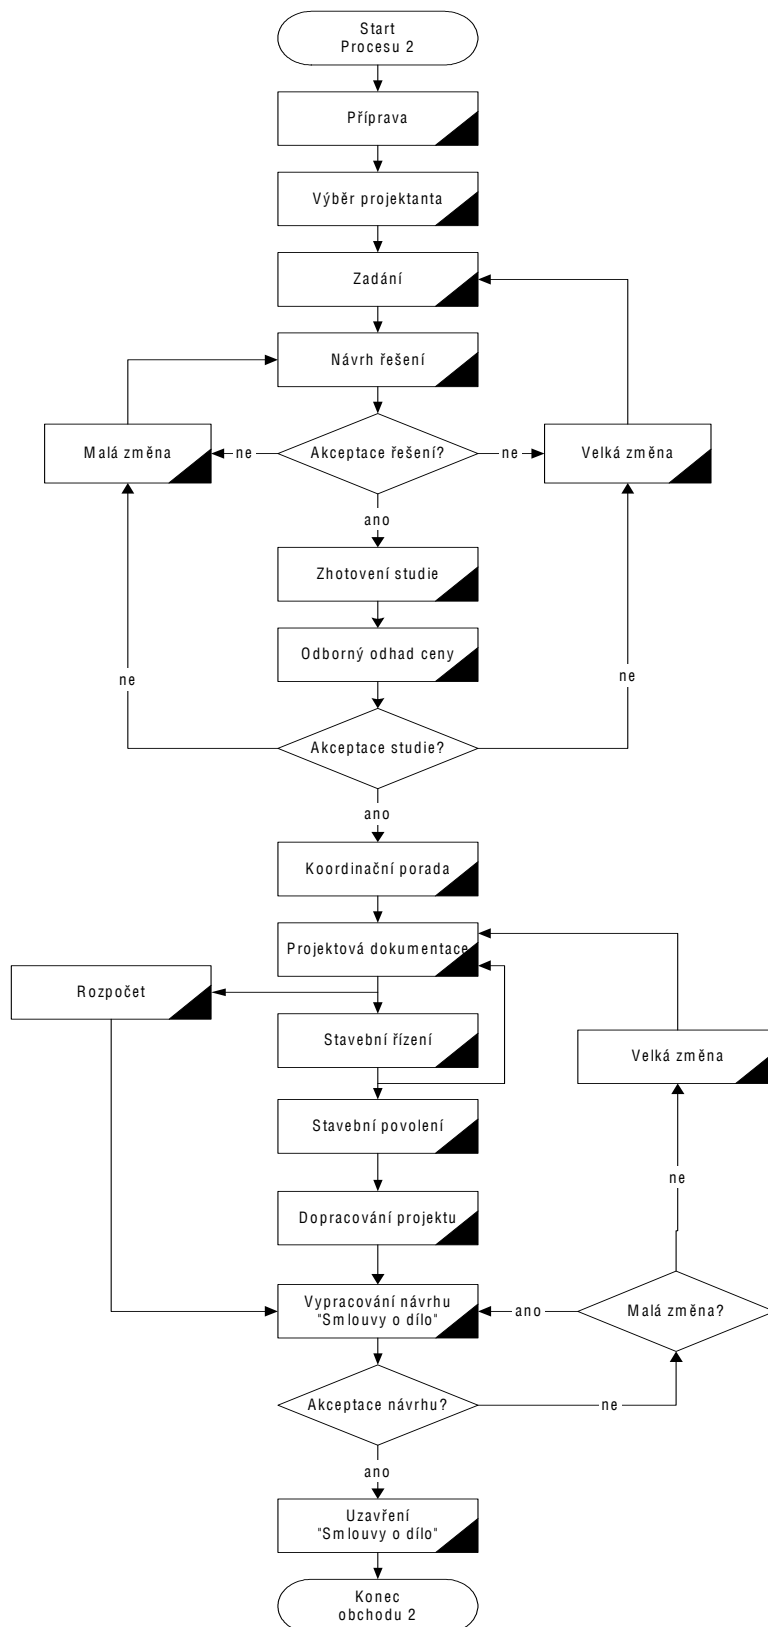 Start
Procesu 2
Příprava
Výběr projektanta
Zadání
Návrh řešení
Malá změna
ne
Akceptace řešení?
ne
Velká změna
ano
Zhotovení studie
Odborný odhad ceny
ne
ne
Akceptace studie?
ano
Koordinační porada
Projektová dokumentace
Rozpočet
Stavební řízení
Velká změna
Stavební povolení
ne
Dopracování projektu
Vypracování návrhu
"Smlouvy o dílo"
ano
Malá změna?
Akceptace návrhu?
ne
ano
Uzavření
"Smlouvy o dílo"
Konec
obchodu 2